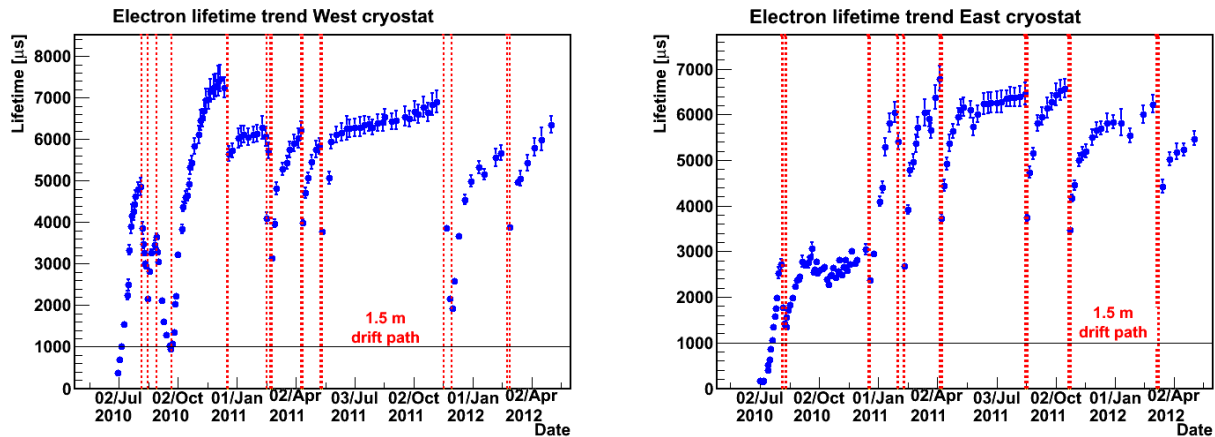 Electron lifetime trend West cryostat
Lifetime [μs]
8000
7000
6000
5000
4000
3000
2000
1000
0
1.5 m
drift path
02/Jul 02/Oct 01/Jan 02/Apr 03/Jul 02/Oct 01/Jan 02/Apr
2010 2010 2011 2011 2011 2011 2012 2012
Date
Electron lifetime trend East cryostat
Lifetime [μs]
7000
6000
5000
4000
3000
2000
1000
0
1.5 m
drift path
02/Jul 02/Oct 01/Jan 02/Apr 03/Jul 02/Oct 01/Jan 02/Apr
2010 2010 2011 2011 2011 2011 2012 2012
Date